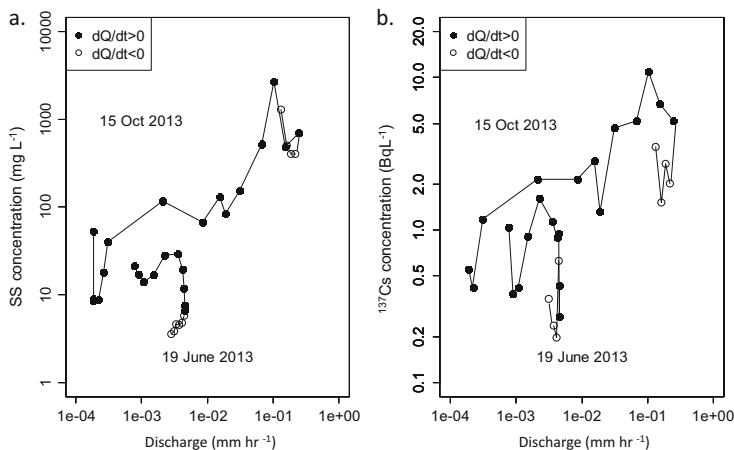 a.
dQ/dt>0
dQ/dt<0
15 Oct 2013
19 June 2013
SS concentration (mg L-1)
10000
1000
100
10
1
1e-04 1e-03 1e-02 1e-01 1e+00
Discharge (mm hr -1)
b.
dQ/dt>0
dQ/dt<0
15 Oct 2013
19 June 2013
137Cs concentration (BqL-1)
20.0
10.0
5.0
2.0
1.0
0.5
0.2
0.1
1e-04 1e-03 1e-02 1e-01 1e+00
Discharge (mm hr -1)